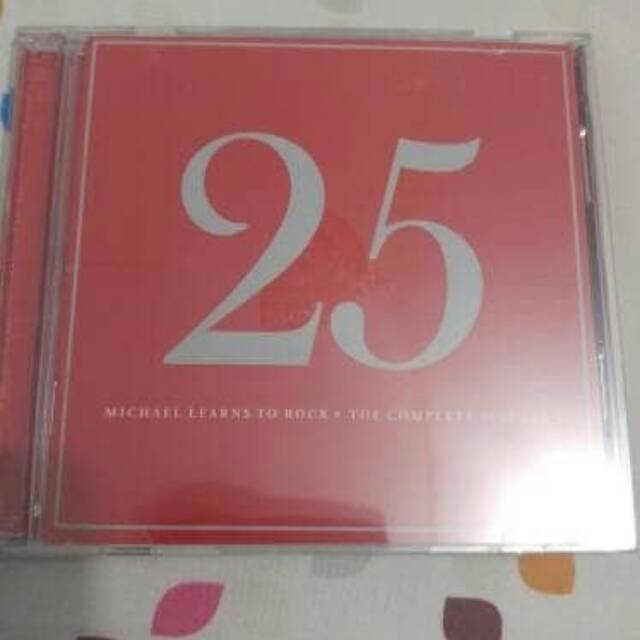 25
MICHAEL LEARNS TO ROCK • THE COMPLETE